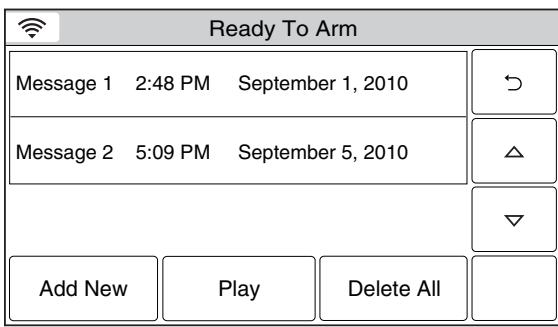 Ready To Arm
Message 1 2:48 PM September 1, 2010
Message 2 5:09 PM September 5, 2010
Add New Play Delete All